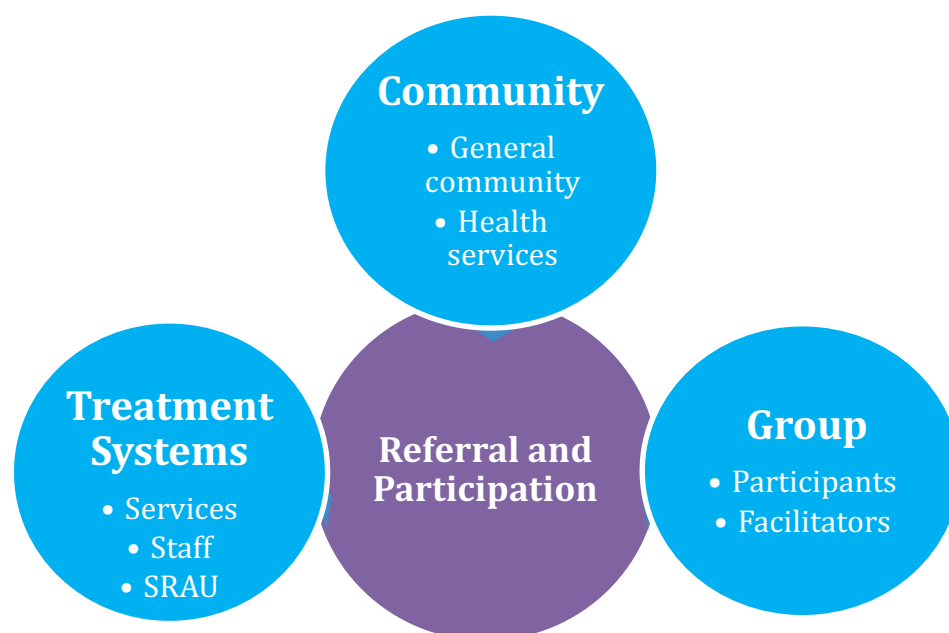 Community
• General
community
• Health
services
Treatment
Systems
• Services
• Staff
• SRAU
Referral and
Participation
Group
• Participants
• Facilitators